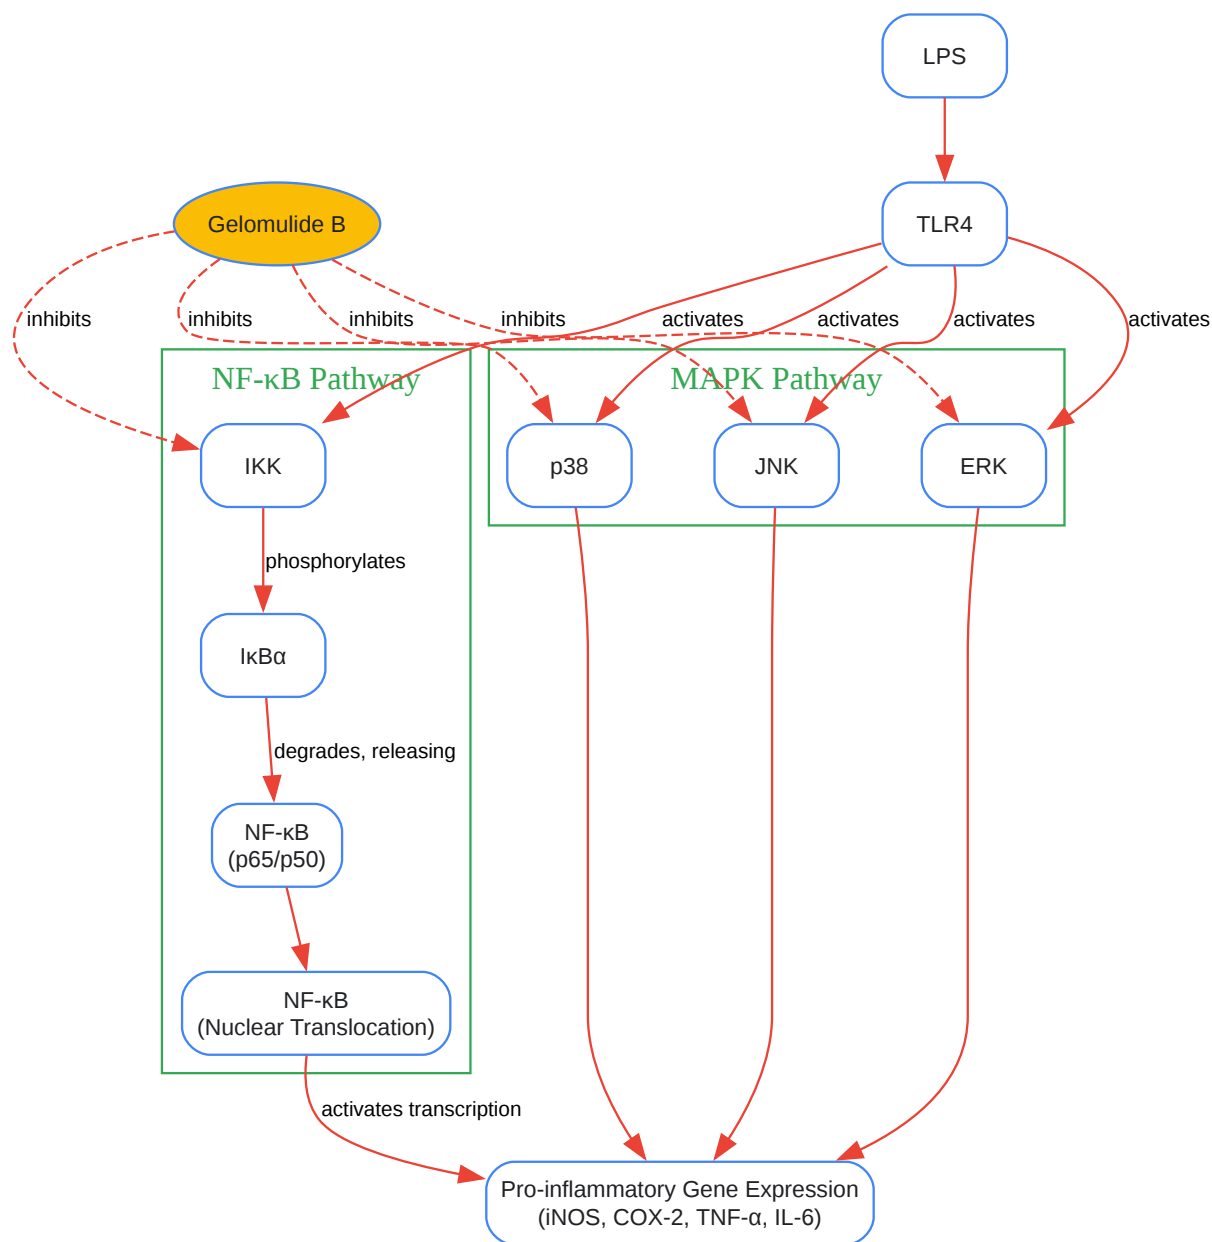 LPS
Gelomulide B
TLR4
inhibits
inhibits
inhibits
inhibits
activates
activates
activates
activates
NF-κB Pathway
MAPK Pathway
IKK
p38
JNK
ERK
phosphorylates
IκBα
degrades, releasing
NF-κB
(p65/p50)
NF-κB
(Nuclear Translocation)
activates transcription
Pro-inflammatory Gene Expression
(iNOS, COX-2, TNF-α, IL-6)